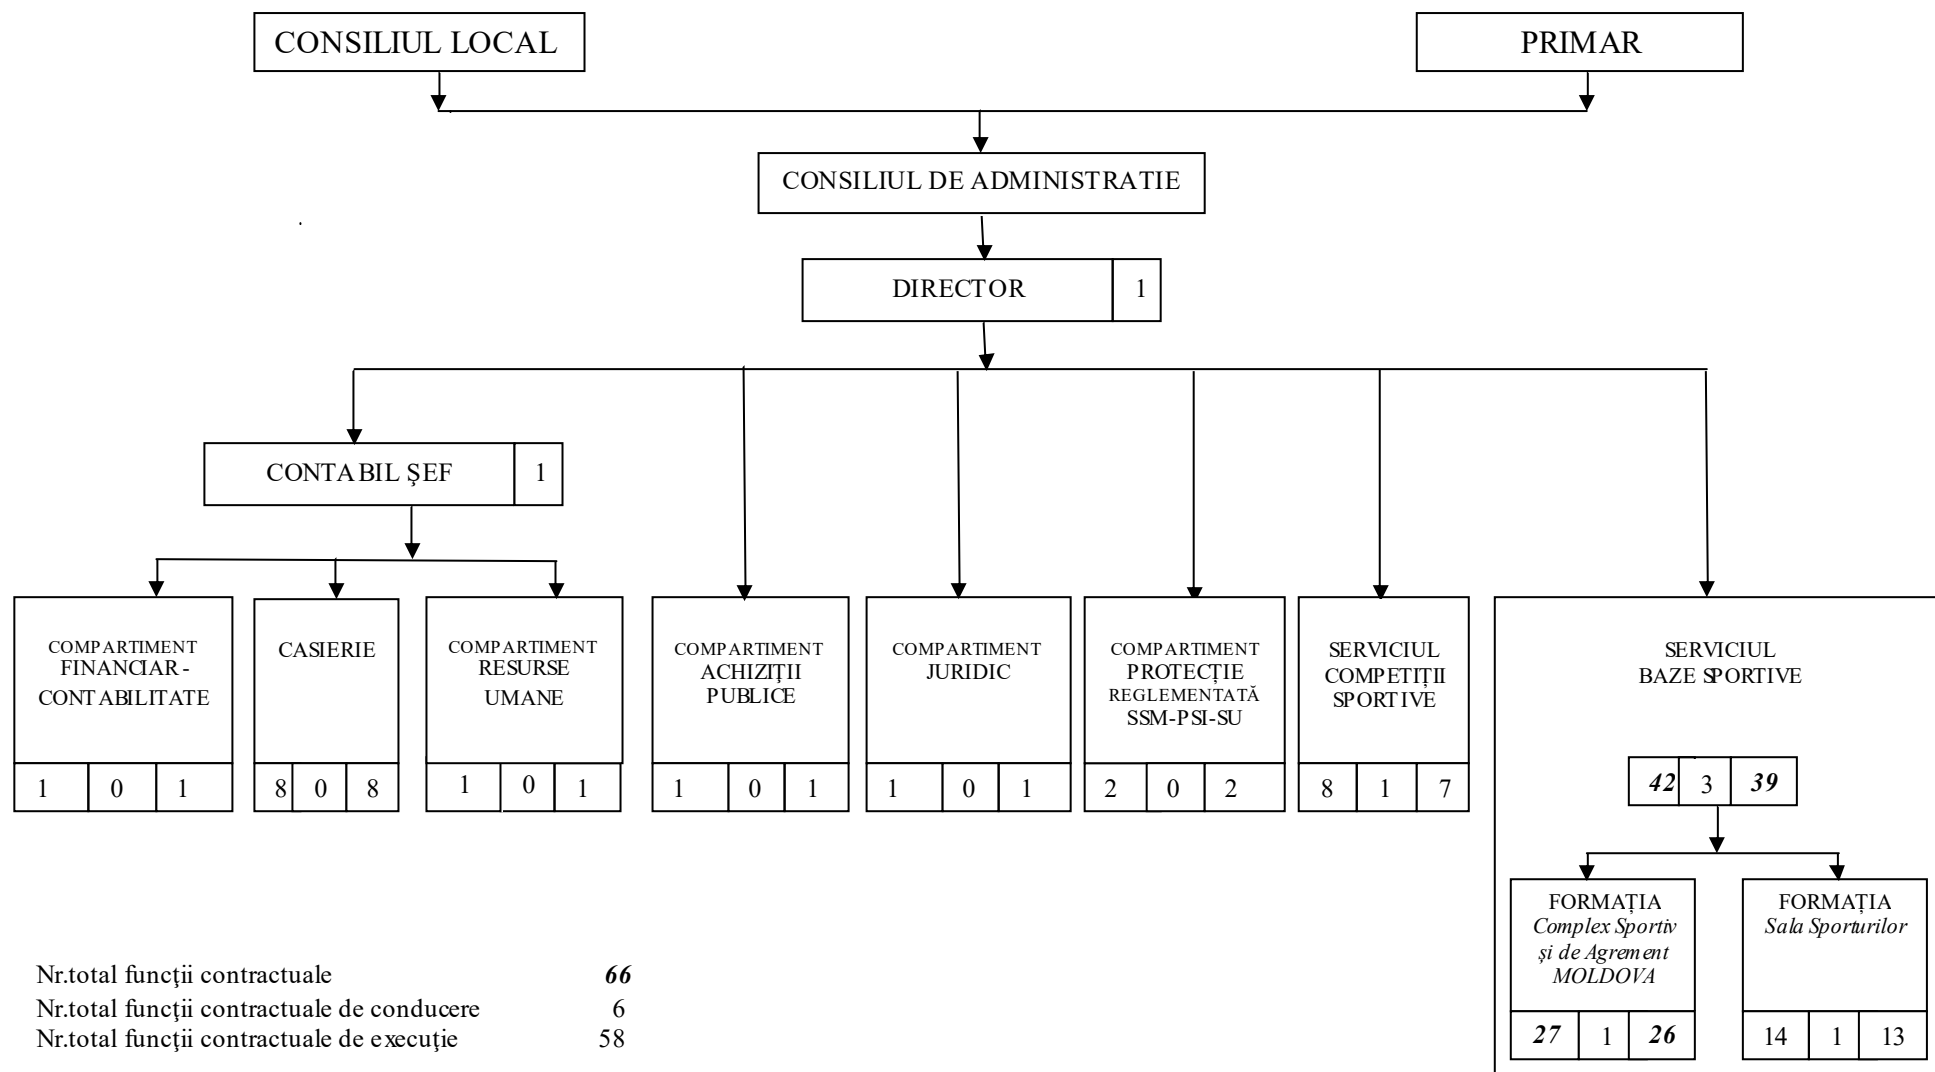 CONSILIUL LOCAL
PRIMAR
CONSILIUL DE ADMINISTRATIE
DIRECTOR 1
CONTABIL ŞEF 1
COMPARTIMENT
FINANCIAR-
CONTABILITATE
1 0 1
CASIERIE
8 0 8
COMPARTIMENT
RESURSE
UMANE
1 0 1
COMPARTIMENT
ACHIZIŢII
PUBLICE
1 0 1
COMPARTIMENT
JURIDIC
1 0 1
COMPARTIMENT
PROTECȚIE
REGLEMENTATĂ
SSM-PSI-SU
2 0 2
SERVICIUL
COMPETIȚII
SPORTIVE
8 1 7
SERVICIUL
BAZE SPORTIVE
42 3 39
FORMAȚIA
Complex Sportiv
și de Agrement
MOLDOVA
27 1 26
FORMAȚIA
Sala Sporturilor
14 1 13
Nr.total funcţii contractuale 66
Nr.total funcţii contractuale de conducere 6
Nr.total funcţii contractuale de execuţie 58